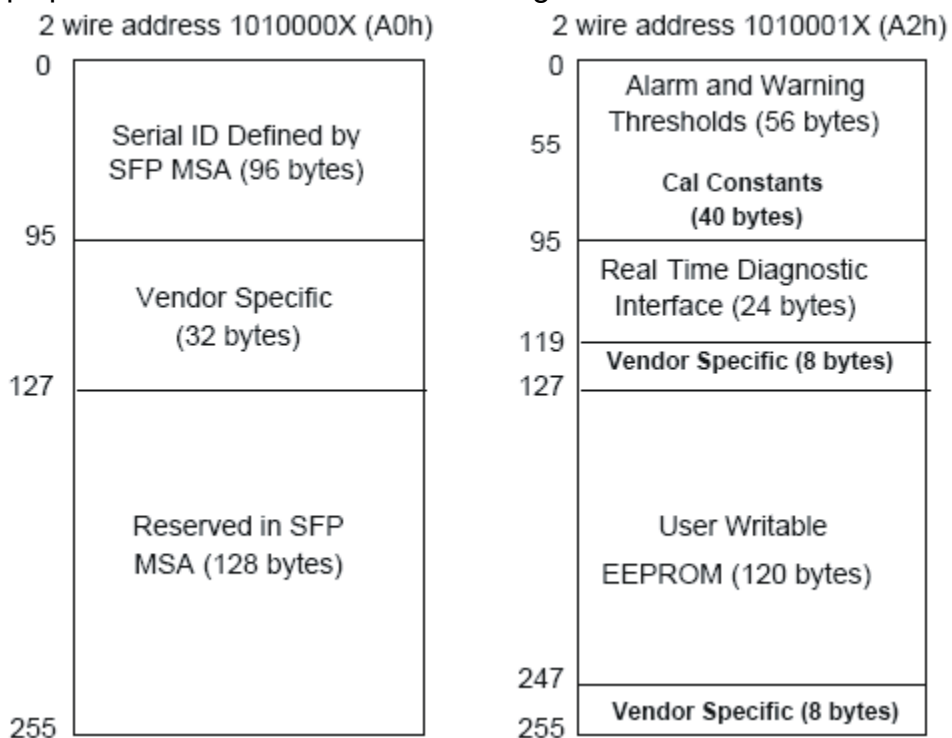 2 wire address 1010000X (A0h)
0
Serial ID Defined by
SFP MSA (96 bytes)
95
Vendor Specific
(32 bytes)
127
Reserved in SFP
MSA (128 bytes)
255
2 wire address 1010001X (A2h)
0
Alarm and Warning
Thresholds (56 bytes)
55
Cal Constants
(40 bytes)
95
Real Time Diagnostic
Interface (24 bytes)
119
Vendor Specific (8 bytes)
127
User Writable
EEPROM (120 bytes)
247
Vendor Specific (8 bytes)
255